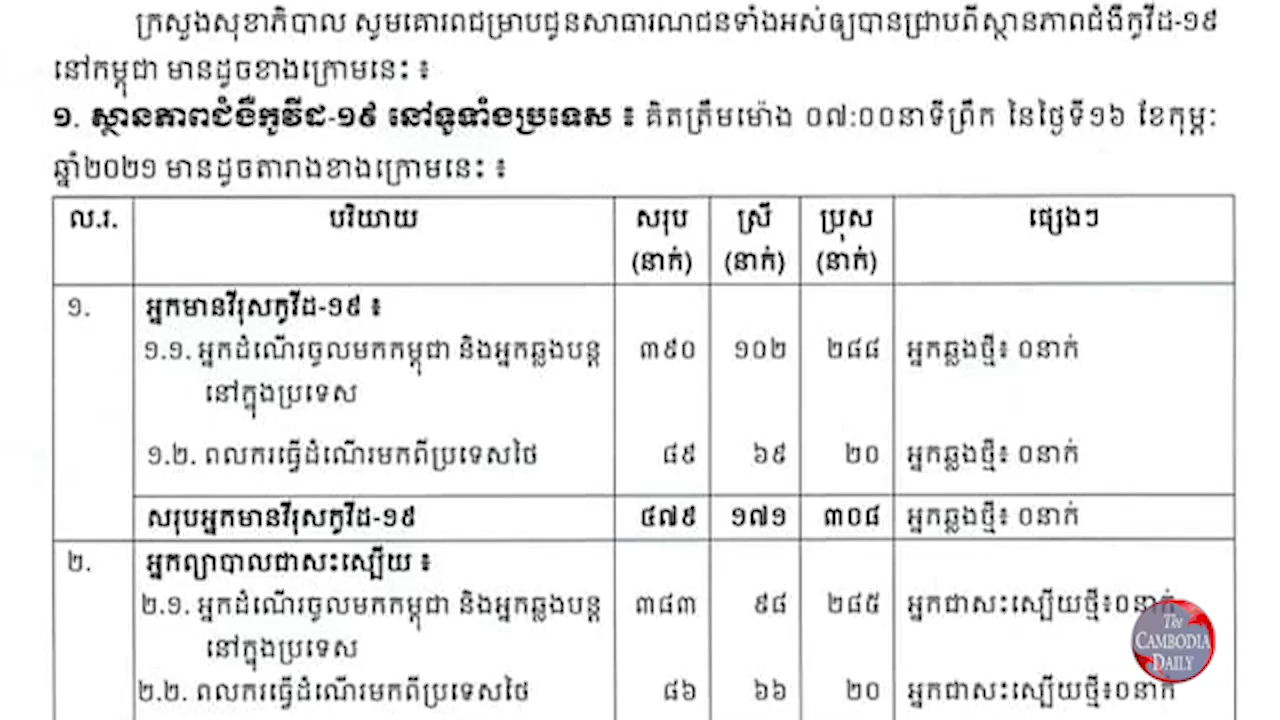 ក្រសួងសុខាភិបាល សូមគោរពជម្រាបជូនសាធារណជនទាំងអស់ឲ្យបានជ្រាបពីស្ថានភាពជំងឺកូវីដ-១៩
នៅកម្ពុជា មានដូចខាងក្រោមនេះ ៖
១. ស្ថានភាពជំងឺកូវីដ-១៩ នៅទូទាំងប្រទេស ៖ គិតត្រឹមម៉ោង ០៧:០០នាទីព្រឹក នៃថ្ងៃទី១៦ ខែកុម្ភៈ
ឆ្នាំ២០២១ មានដូចតារាងខាងក្រោមនេះ ៖
ល.រ. បរិយាយ សរុប ស្រី ប្រុស ផ្សេងៗ
(នាក់) (នាក់) (នាក់)
១. អ្នកមានវីរុសកូវីដ-១៩ ៖
១.១. អ្នកដំណើរចូលមកកម្ពុជា និងអ្នកឆ្លងបន្ត ៣៩០ ១០២ ២៨៨ អ្នកឆ្លងថ្មី៖ ០នាក់
នៅក្នុងប្រទេស
១.២. ពលករធ្វើដំណើរមកពីប្រទេសថៃ ៨៩ ៦៩ ២០ អ្នកឆ្លងថ្មី៖ ០នាក់
សរុបអ្នកមានវីរុសកូវីដ-១៩ ៤៧៩ ១៧១ ៣០៨ អ្នកឆ្លងថ្មី៖ ០នាក់
២. អ្នកព្យាបាលជាសះស្បើយ ៖
២.១. អ្នកដំណើរចូលមកកម្ពុជា និងអ្នកឆ្លងបន្ត ៣៨៣ ៩៨ ២៨៥ អ្នកជាសះស្បើយថ្មី៖០នាក់
នៅក្នុងប្រទេស
២.២. ពលករធ្វើដំណើរមកពីប្រទេសថៃ ៨៦ ៦៦ ២០ អ្នកជាសះស្បើយថ្មី៖០នាក់
The
CAMBODIA
DAILY